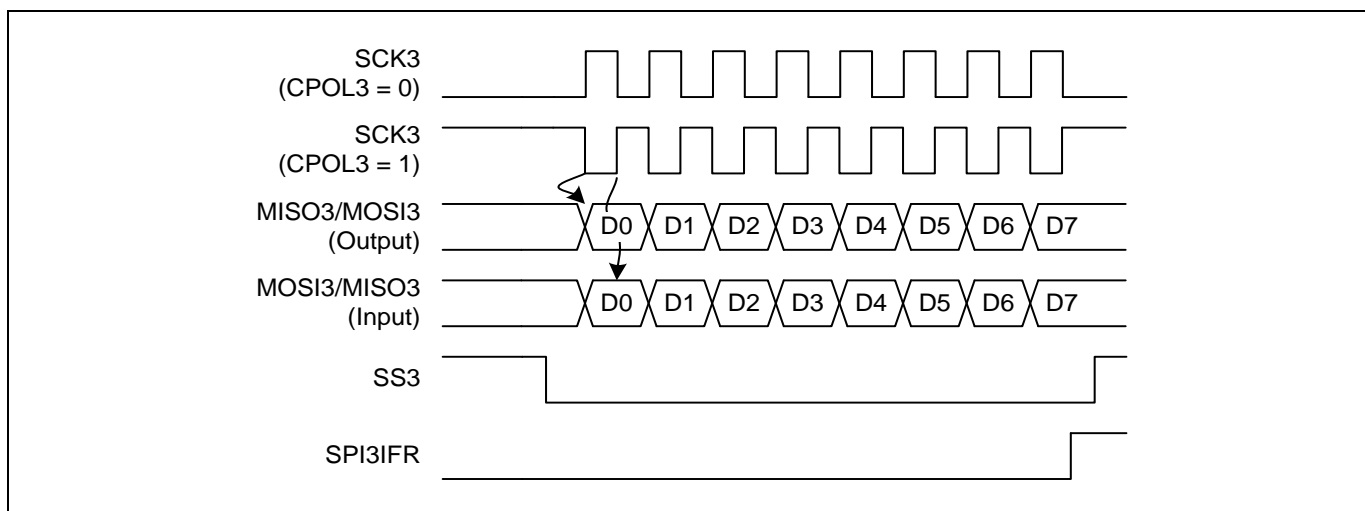 SCK3
(CPOL3 = 0)
SCK3
(CPOL3 = 1)
MISO3/MOSI3
(Output)
D0 D1 D2 D3 D4 D5 D6 D7
MOSI3/MISO3
(Input)
D0 D1 D2 D3 D4 D5 D6 D7
SS3
SPI3IFR